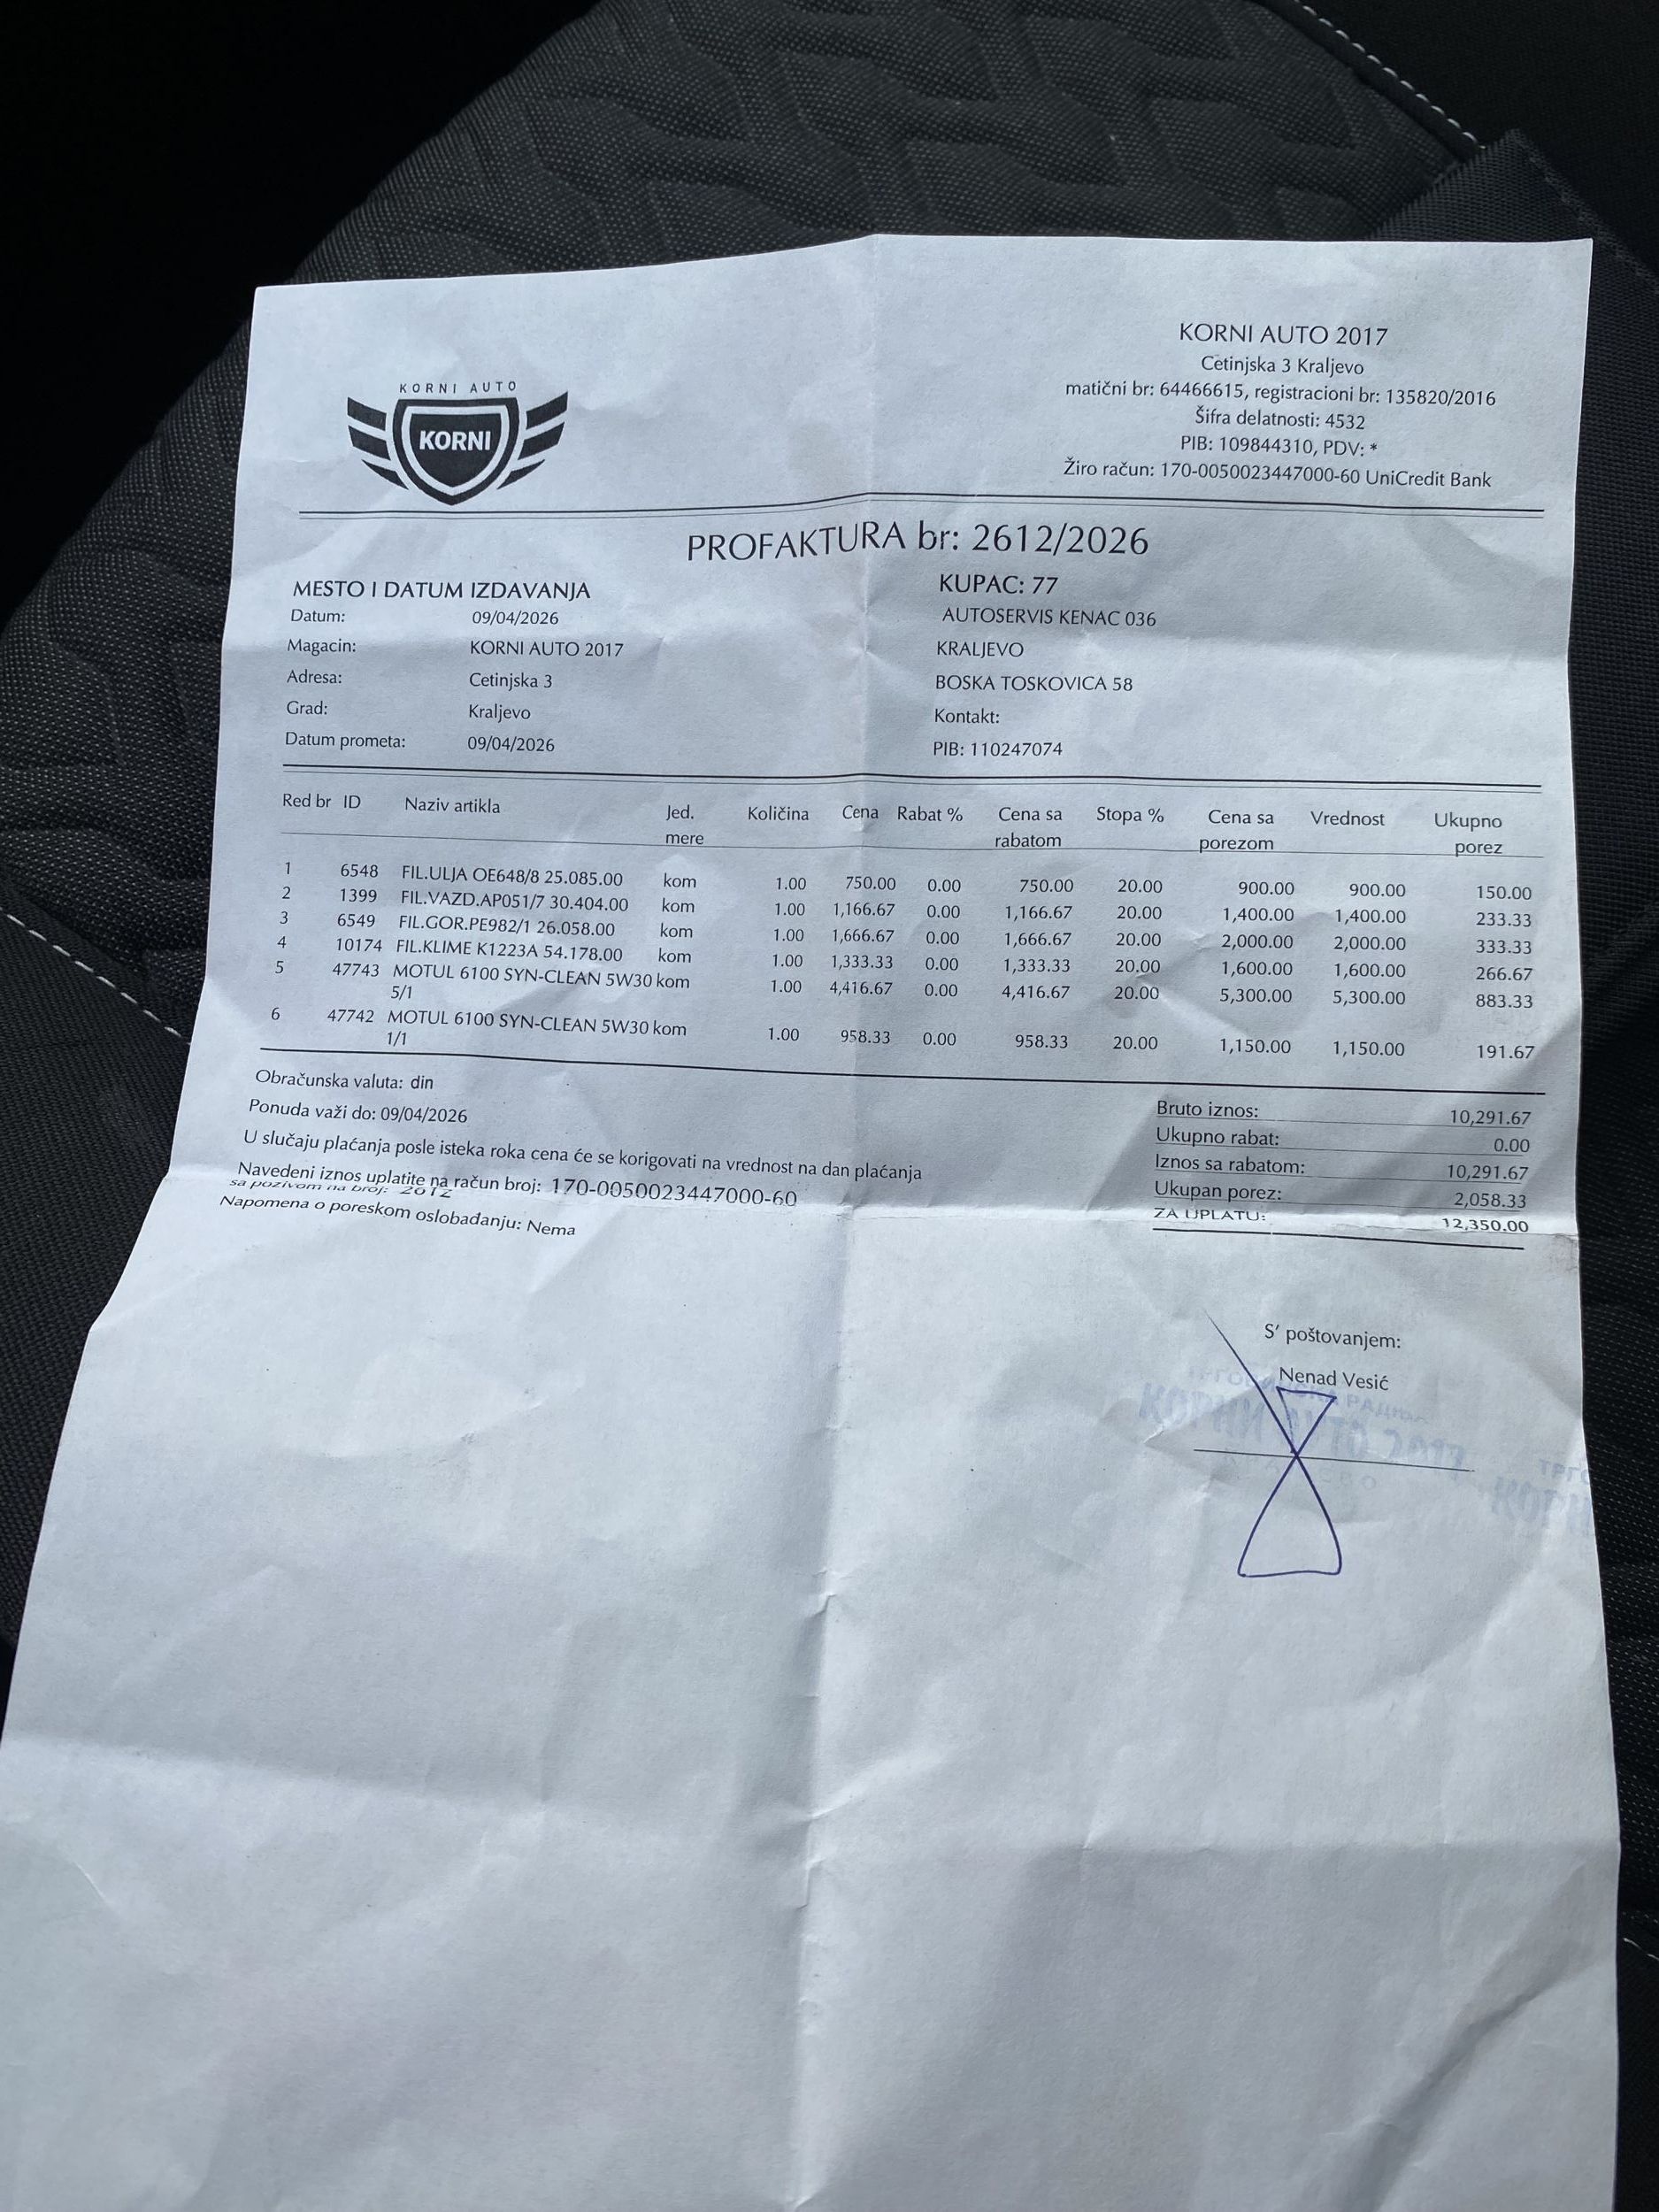 KORNI AUTO
KORNI
KORNI AUTO 2017
Cetinjska 3 Kraljevo
matični br: 64466615, registracioni br: 135820/2016
Šifra delatnosti: 4532
PIB: 109844310, PDV: *
Žiro račun: 170-0050023447000-60 UniCredit Bank
PROFAKTURA br: 2612/2026
MESTO I DATUM IZDAVANJA
Datum: 09/04/2026
Magacin: KORNI AUTO 2017
Adresa: Cetinjska 3
Grad: Kraljevo
Datum prometa: 09/04/2026
KUPAC: 77
AUTOSERVIS KENAC 036
KRALJEVO
BOSKA TOSKOVICA 58
Kontakt:
PIB: 110247074
Red br ID Naziv artikla Jed. mere Količina Cena Rabat % Cena sa rabatom Stopa % Cena sa porezom Vrednost Ukupno porez
1 6548 FIL.ULJA OE648/8 25.085.00 kom 1.00 750.00 0.00 750.00 20.00 900.00 900.00 150.00
2 1399 FIL.VAZD.AP051/7 30.404.00 kom 1.00 1,166.67 0.00 1,166.67 20.00 1,400.00 1,400.00 233.33
3 6549 FIL.GOR.PE982/1 26.058.00 kom 1.00 1,666.67 0.00 1,666.67 20.00 2,000.00 2,000.00 333.33
4 10174 FIL.KLIME K1223A 54.178.00 kom 1.00 1,333.33 0.00 1,333.33 20.00 1,600.00 1,600.00 266.67
5 47743 MOTUL 6100 SYN-CLEAN 5W30 kom 1.00 4,416.67 0.00 4,416.67 20.00 5,300.00 5,300.00 883.33
5/1
6 47742 MOTUL 6100 SYN-CLEAN 5W30 kom 1.00 958.33 0.00 958.33 20.00 1,150.00 1,150.00 191.67
1/1
Obračunska valuta: din
Ponuda važi do: 09/04/2026
U slučaju plaćanja posle isteka roka cena će se korigovati na vrednost na dan plaćanja
Navedeni iznos uplatite na račun broj: 170-0050023447000-60
sa pozivom na broj: 2612
Napomena o poreskom oslobađanju: Nema
Bruto iznos: 10,291.67
Ukupno rabat: 0.00
Iznos sa rabatom: 10,291.67
Ukupan porez: 2,058.33
ZA UPLATU: 12,350.00
S' poštovanjem:
Nenad Vesić